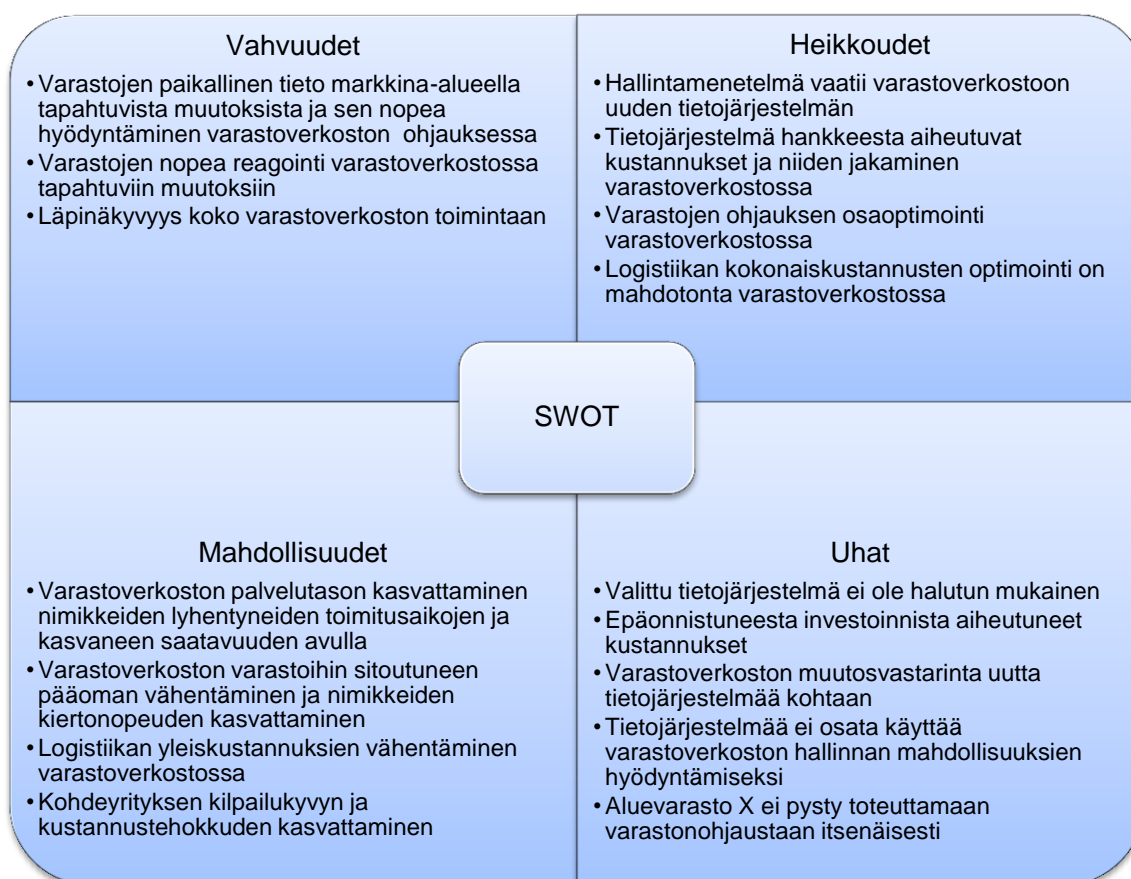 Vahvuudet
• Varastojen paikallinen tieto markkina-alueella
tapahtuvista muutoksista ja sen nopea
hyödyntäminen varastoverkoston ohjauksessa
• Varastojen nopea reagointi varastoverkostossa
tapahtuviin muutoksiin
• Läpinäkyvyys koko varastoverkoston toimintaan
Heikkoudet
• Hallintamenetelmä vaatii varastoverkostoon
uuden tietojärjestelmän
• Tietojärjestelmä hankkeesta aiheutuvat
kustannukset ja niiden jakaminen
varastoverkostossa
• Varastojen ohjauksen osaoptimointi
varastoverkostossa
• Logistiikan kokonaiskustannusten optimointi on
mahdotonta varastoverkostossa
SWOT
Mahdollisuudet
• Varastoverkoston palvelutason kasvattaminen
nimikkeiden lyhentyneiden toimitusaikojen ja
kasvaneen saatavuuden avulla
• Varastoverkoston varastoihin sitoutuneen
pääoman vähentäminen ja nimikkeiden
kiertonopeuden kasvattaminen
• Logistiikan yleiskustannuksien vähentäminen
varastoverkostossa
• Kohdeyrityksen kilpailukyvyn ja
kustannustehokkuden kasvattaminen
Uhat
• Valittu tietojärjestelmä ei ole halutun mukainen
• Epäonnistuneesta investoinnista aiheutuneet
kustannukset
• Varastoverkoston muutosvastarinta uutta
tietojärjestelmää kohtaan
• Tietojärjestelmää ei osata käyttää
varastoverkoston hallinnan mahdollisuuksien
hyödyntämiseksi
• Aluevarasto X ei pysty toteuttamaan
varastonohjaustaan itsenäisesti